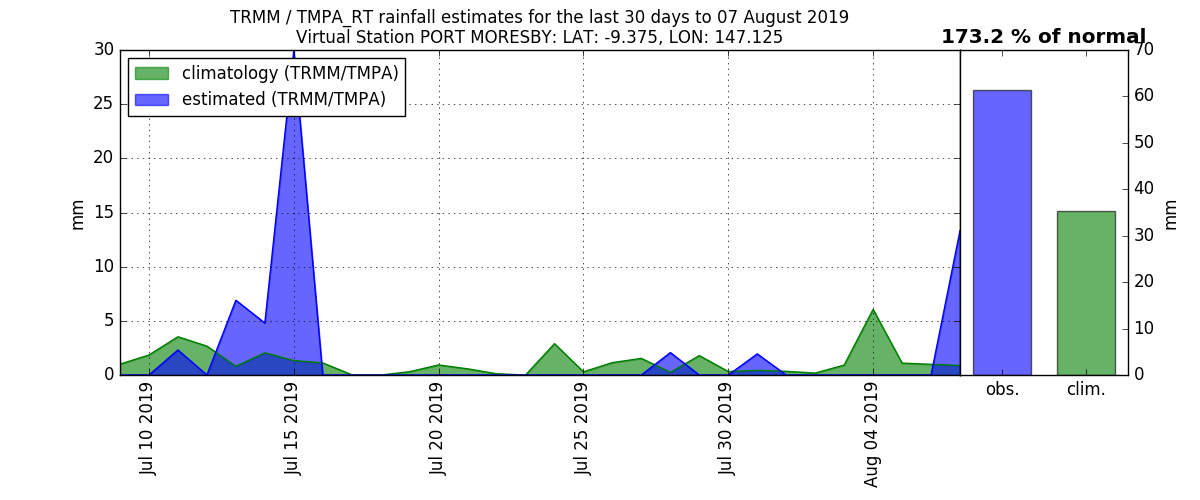 TRMM / TMPA_RT rainfall estimates for the last 30 days to 07 August 2019
Virtual Station PORT MORESBY: LAT: -9.375, LON: 147.125
173.2 % of normal
climatology (TRMM/TMPA)
estimated (TRMM/TMPA)
30
25
20
15
10
5
0
mm
Jul 10 2019
Jul 15 2019
Jul 20 2019
Jul 25 2019
Jul 30 2019
Aug 04 2019
70
60
50
40
30
20
10
0
mm
obs.
clim.